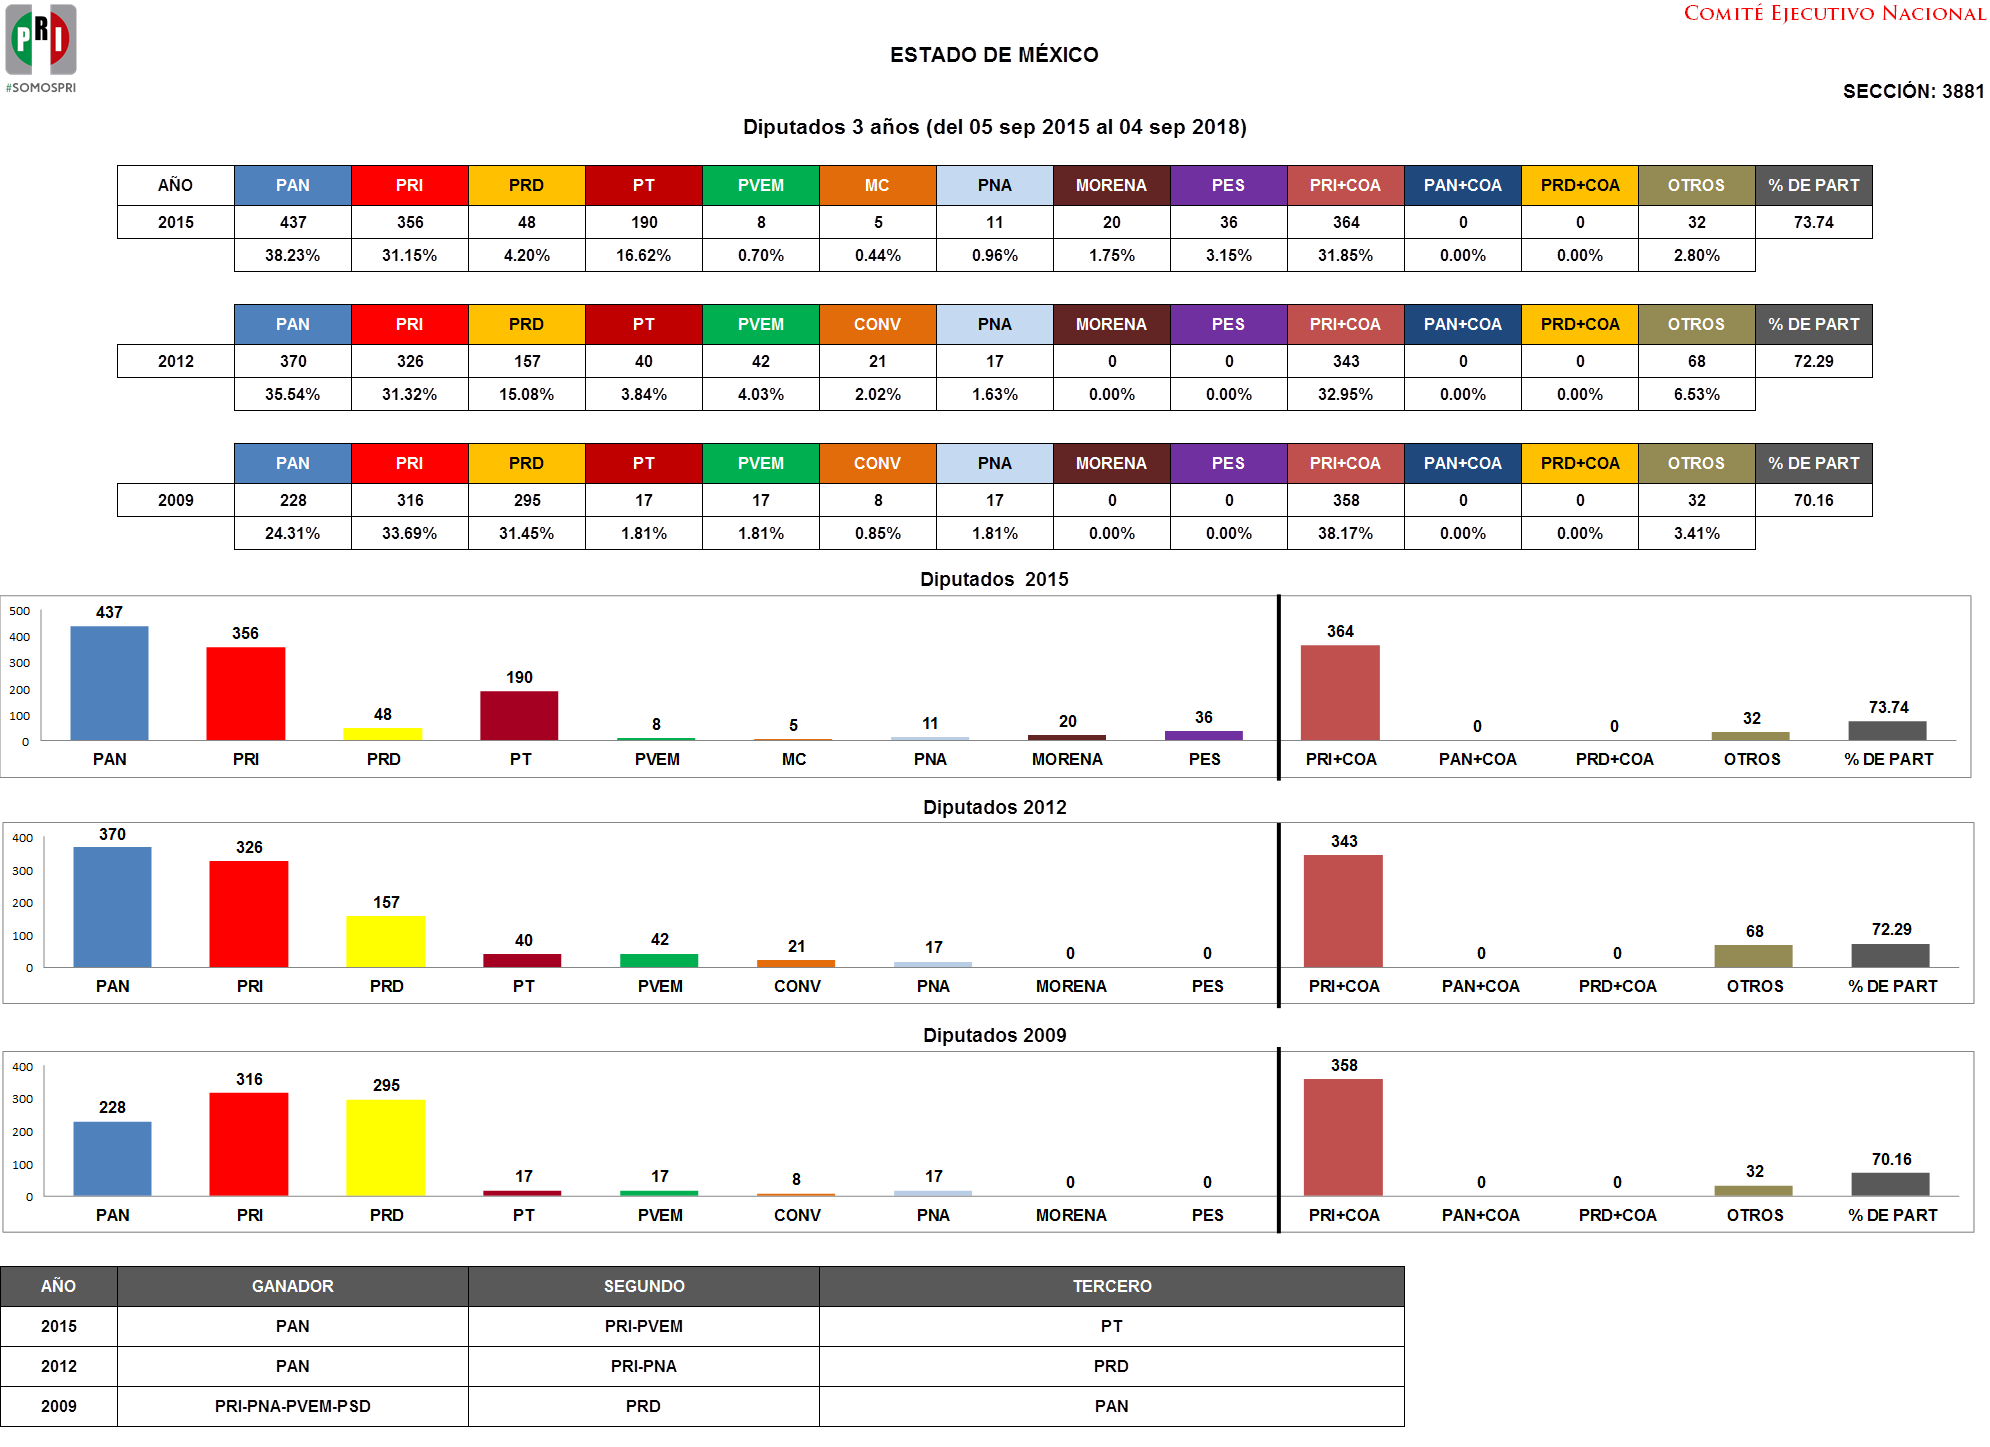 PRI
#SOMOSPRI
COMITÉ EJECUTIVO NACIONAL
ESTADO DE MÉXICO
SECCIÓN: 3881
Diputados 3 años (del 05 sep 2015 al 04 sep 2018)
AÑO PAN PRI PRD PT PVEM MC PNA MORENA PES PRI+COA PAN+COA PRD+COA OTROS % DE PART
2015 437 356 48 190 8 5 11 20 36 364 0 0 32 73.74
38.23% 31.15% 4.20% 16.62% 0.70% 0.44% 0.96% 1.75% 3.15% 31.85% 0.00% 0.00% 2.80%
PAN PRI PRD PT PVEM CONV PNA MORENA PES PRI+COA PAN+COA PRD+COA OTROS % DE PART
2012 370 326 157 40 42 21 17 0 0 343 0 0 68 72.29
35.54% 31.32% 15.08% 3.84% 4.03% 2.02% 1.63% 0.00% 0.00% 32.95% 0.00% 0.00% 6.53%
PAN PRI PRD PT PVEM CONV PNA MORENA PES PRI+COA PAN+COA PRD+COA OTROS % DE PART
2009 228 316 295 17 17 8 17 0 0 358 0 0 32 70.16
24.31% 33.69% 31.45% 1.81% 1.81% 0.85% 1.81% 0.00% 0.00% 38.17% 0.00% 0.00% 3.41%
Diputados 2015
500
400
300
200
100
0
437 356 48 190 8 5 11 20 36 364 0 0 32 73.74
PAN PRI PRD PT PVEM MC PNA MORENA PES PRI+COA PAN+COA PRD+COA OTROS % DE PART
Diputados 2012
400
300
200
100
0
370 326 157 40 42 21 17 0 0 343 0 0 68 72.29
PAN PRI PRD PT PVEM CONV PNA MORENA PES PRI+COA PAN+COA PRD+COA OTROS % DE PART
Diputados 2009
400
300
200
100
0
228 316 295 17 17 8 17 0 0 358 0 0 32 70.16
PAN PRI PRD PT PVEM CONV PNA MORENA PES PRI+COA PAN+COA PRD+COA OTROS % DE PART
AÑO GANADOR SEGUNDO TERCERO
2015 PAN PRI-PVEM PT
2012 PAN PRI-PNA PRD
2009 PRI-PNA-PVEM-PSD PRD PAN